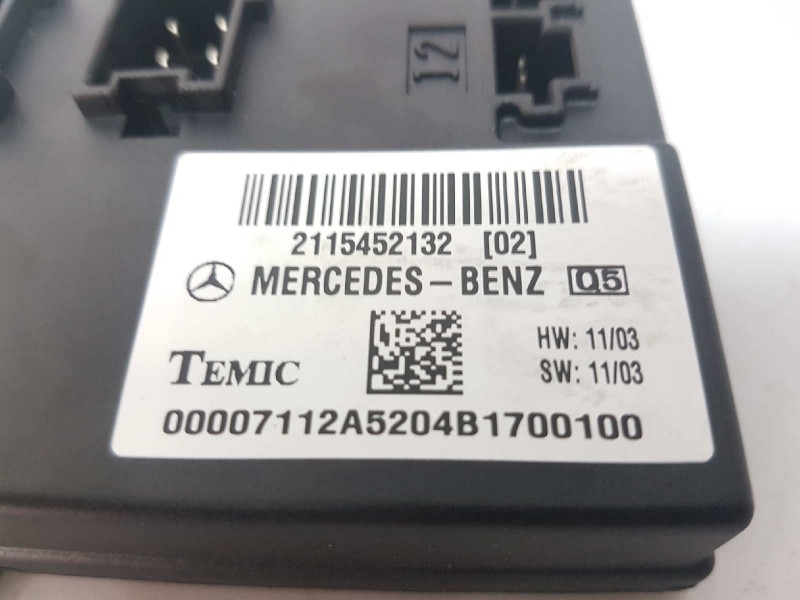 12
2115452132 [02]
MERCEDES-BENZ Q5
HW: 11/03
TEMIC
SW: 11/03
00007112A5204B1700100